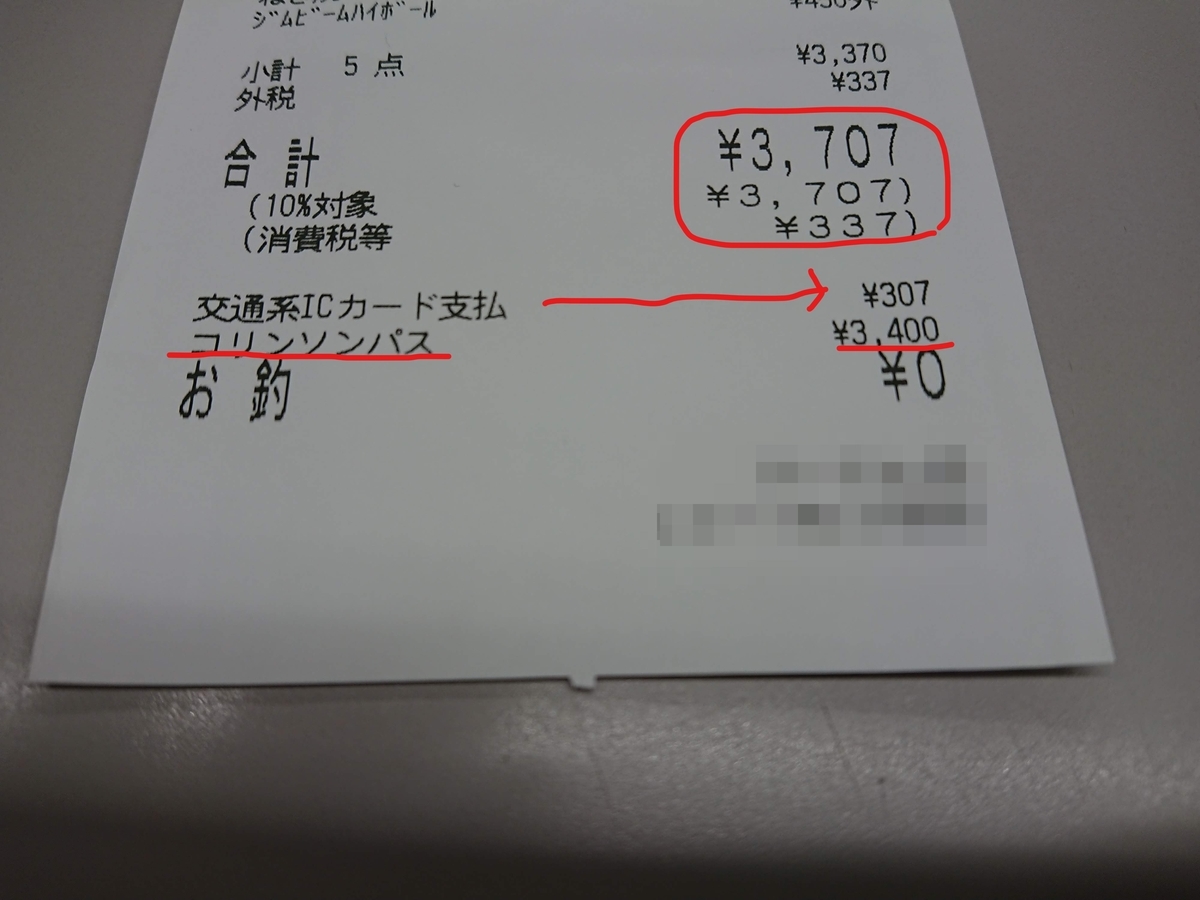 ジムビームハイボール
小計 5 点 ¥3,370
外税 ¥337
合 計 ¥3,707
(10%対象 ¥3,707)
(消費税等 ¥337)
交通系ICカード支払 ¥307
コリンソンパス ¥3,400
お 釣 ¥0